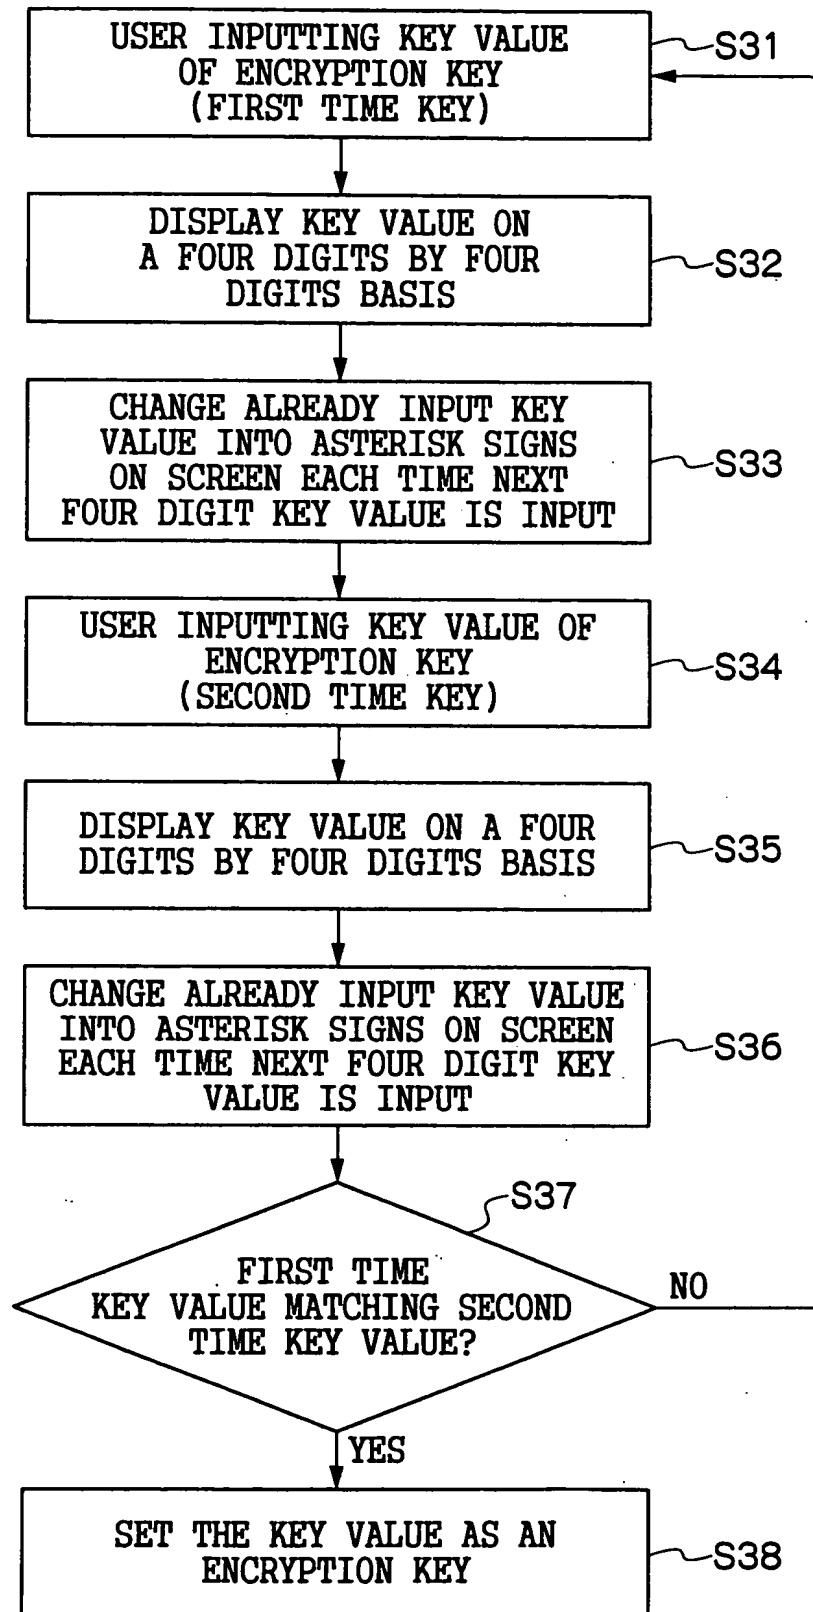 USER INPUTTING KEY VALUE
OF ENCRYPTION KEY
(FIRST TIME KEY)
S31
DISPLAY KEY VALUE ON
A FOUR DIGITS BY FOUR
DIGITS BASIS
S32
CHANGE ALREADY INPUT KEY
VALUE INTO ASTERISK SIGNS
ON SCREEN EACH TIME NEXT
FOUR DIGIT KEY VALUE IS INPUT
S33
USER INPUTTING KEY VALUE OF
ENCRYPTION KEY
(SECOND TIME KEY)
S34
DISPLAY KEY VALUE ON A FOUR
DIGITS BY FOUR DIGITS BASIS
S35
CHANGE ALREADY INPUT KEY VALUE
INTO ASTERISK SIGNS ON SCREEN
EACH TIME NEXT FOUR DIGIT KEY
VALUE IS INPUT
S36
S37
FIRST TIME
KEY VALUE MATCHING SECOND
TIME KEY VALUE?
NO
YES
SET THE KEY VALUE AS AN
ENCRYPTION KEY
S38